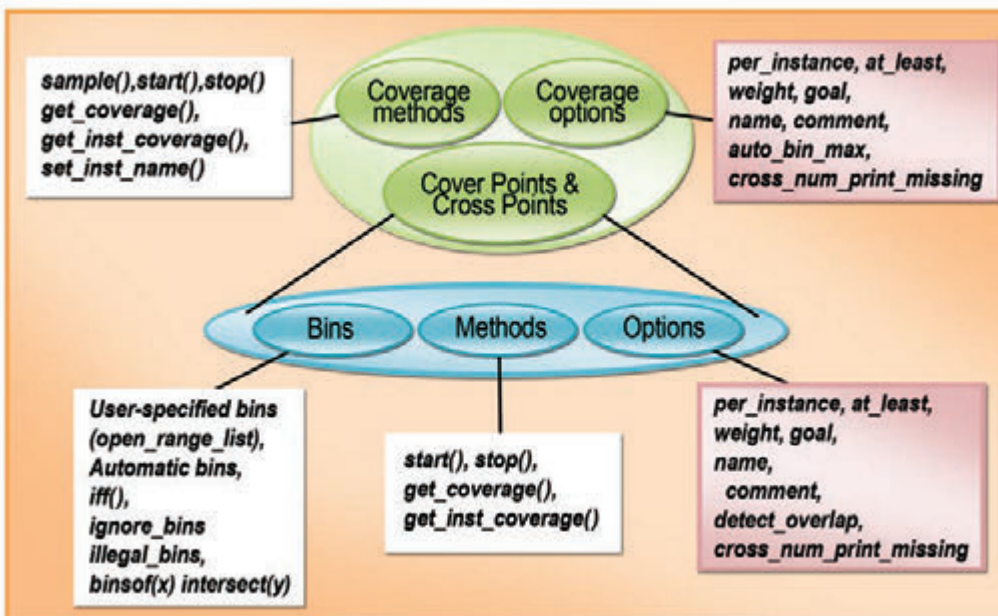 sample(),start(),stop()
get_coverage(),
get_inst_coverage(),
set_inst_name()
Coverage
methods
Coverage
options
per_instance, at_least,
weight, goal,
name, comment,
auto_bin_max,
cross_num_print_missing
Cover Points &
Cross Points
Bins
Methods
Options
User-specified bins
(open_range_list),
Automatic bins,
iff(),
ignore_bins
illegal_bins,
binsof(x) intersect(y)
start(), stop(),
get_coverage(),
get_inst_coverage()
per_instance, at_least,
weight, goal,
name,
comment,
detect_overlap,
cross_num_print_missing